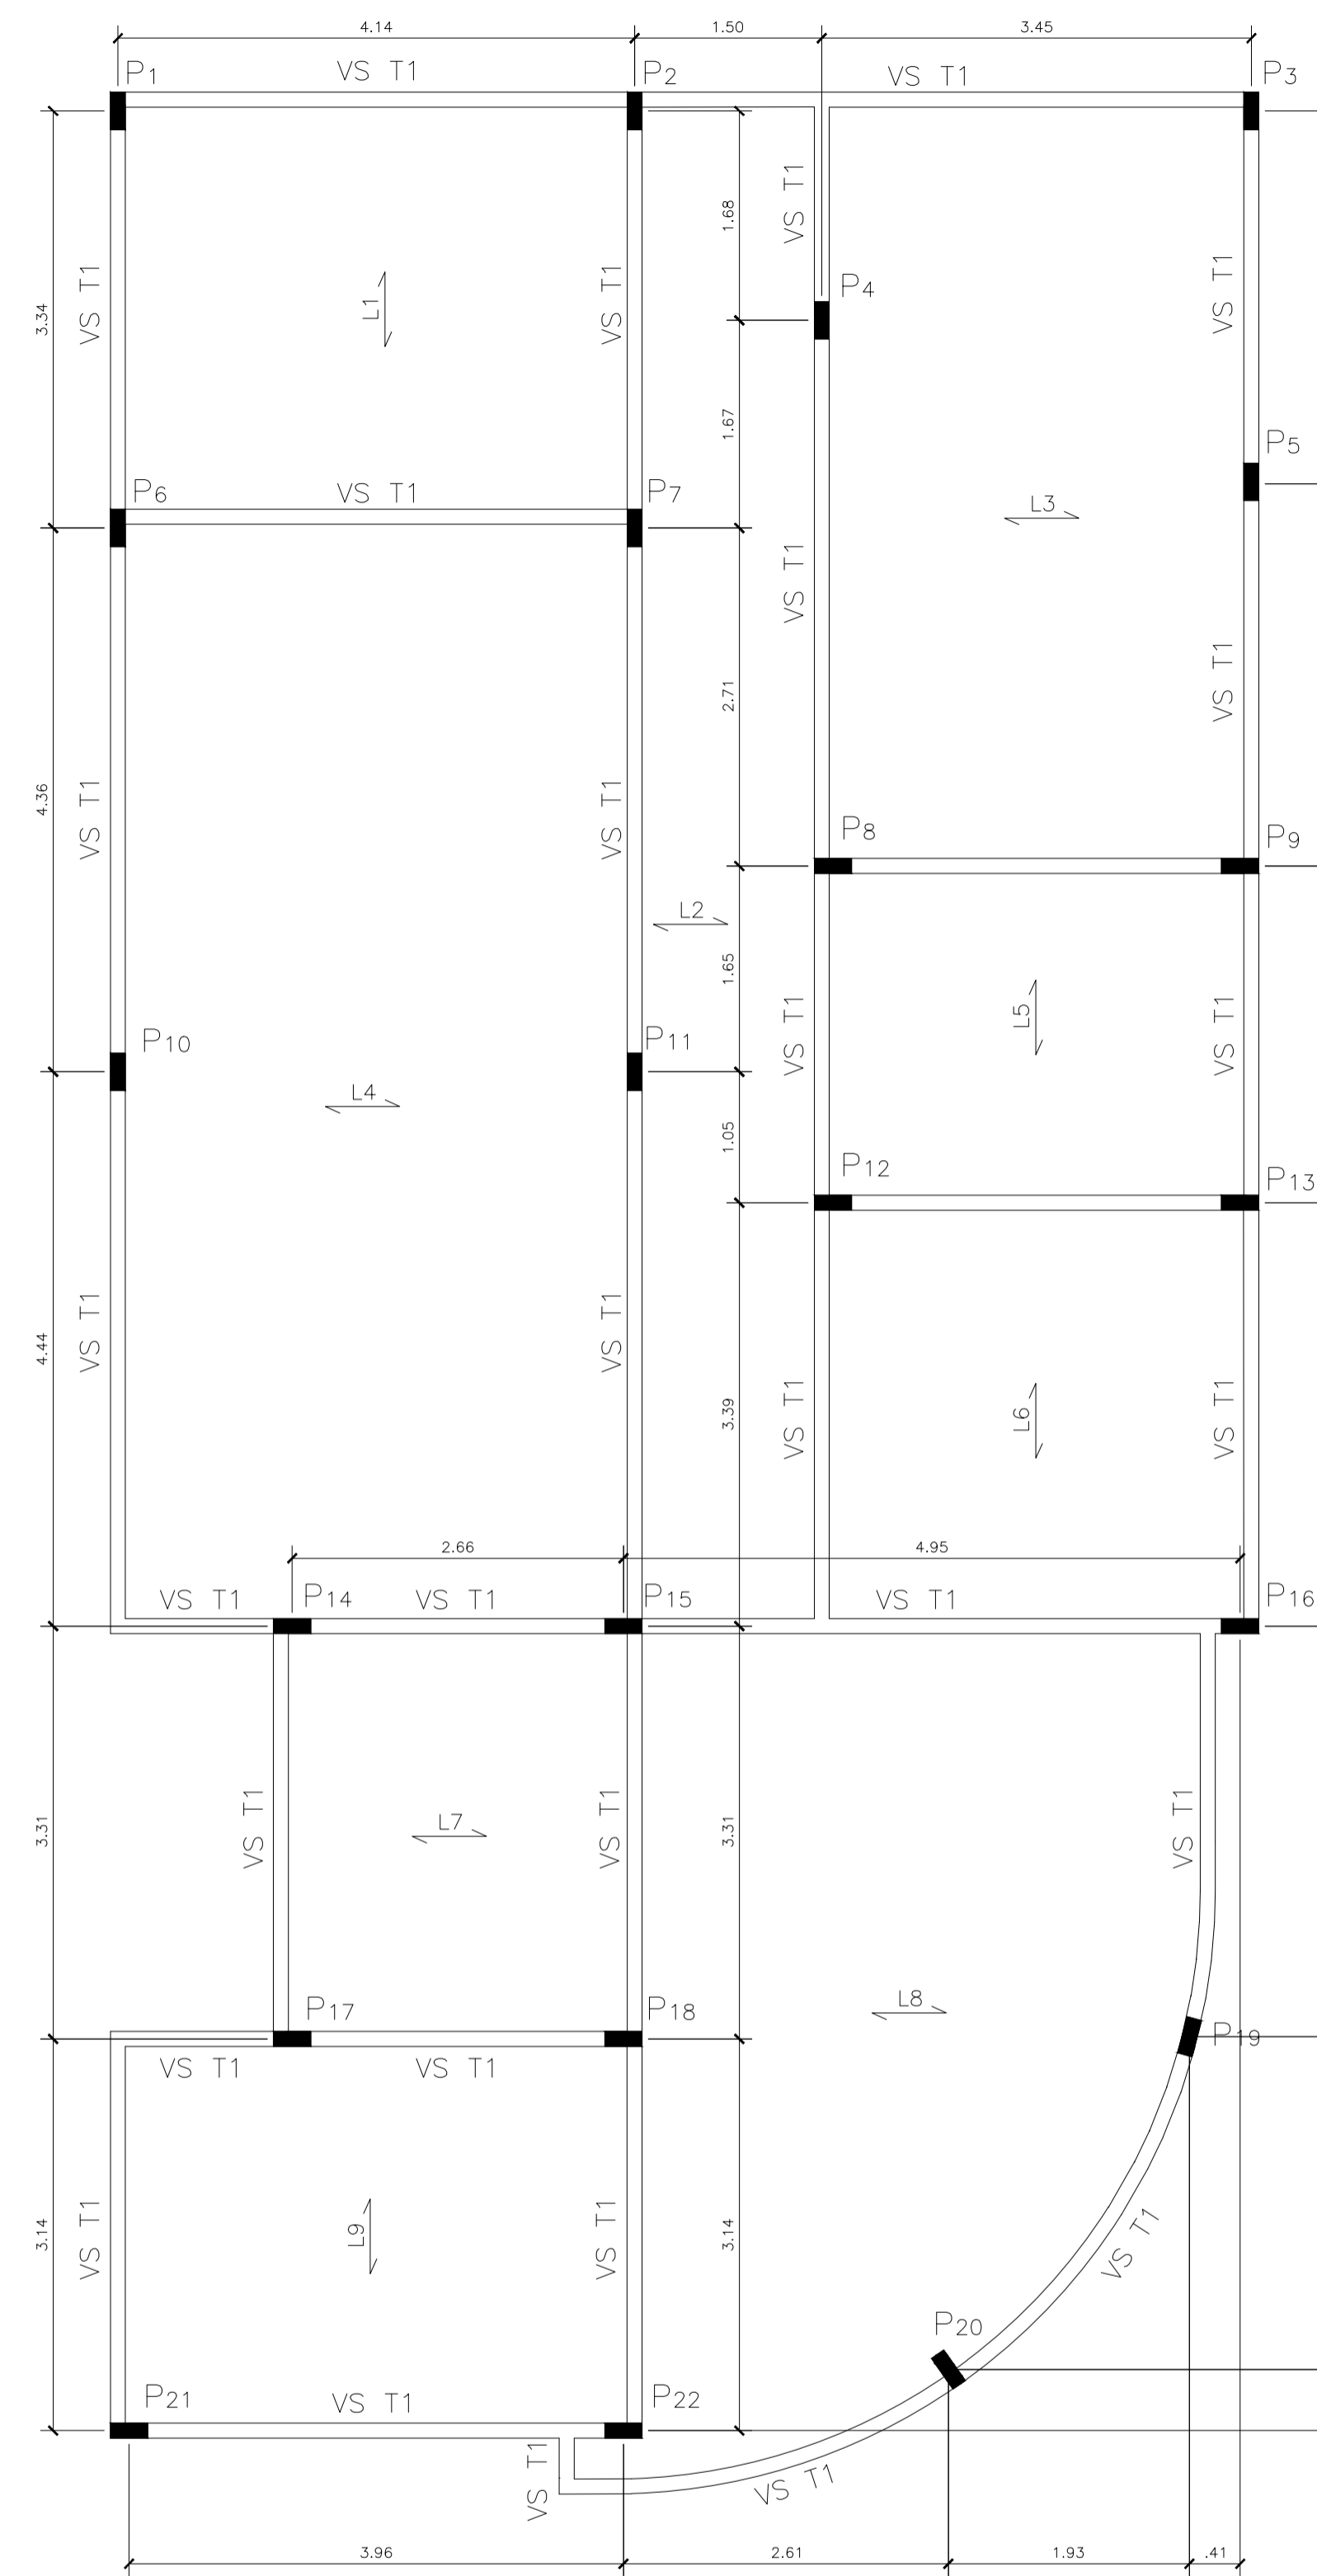 4.14 1.50 3.45
P1 VS T1 P2 VS T1 P3
VS T1
1.68
VS T1
P4
3.34
VS T1
L1
VS T1
1.67
P5
P6 VS T1 P7
L3
VS T1
2.71
VS T1
4.36
VS T1
VS T1
P8 P9
L2
1.65
L5
VS T1
VS T1
P10 P11
L4
1.05
P12 P13
4.44
VS T1
VS T1
3.39
VS T1
L6
VS T1
2.66 4.95
VS T1 P14 VS T1 P15 VS T1 P16
3.31
VS T1
L7
VS T1
3.31
VS T1
L8
P17 P18 P19
VS T1 VS T1
3.14
VS T1
L9
VS T1
3.14
VS T1
P20
P21 VS T1 P22
VS T1
VS T1
3.96 2.61 1.93 .41